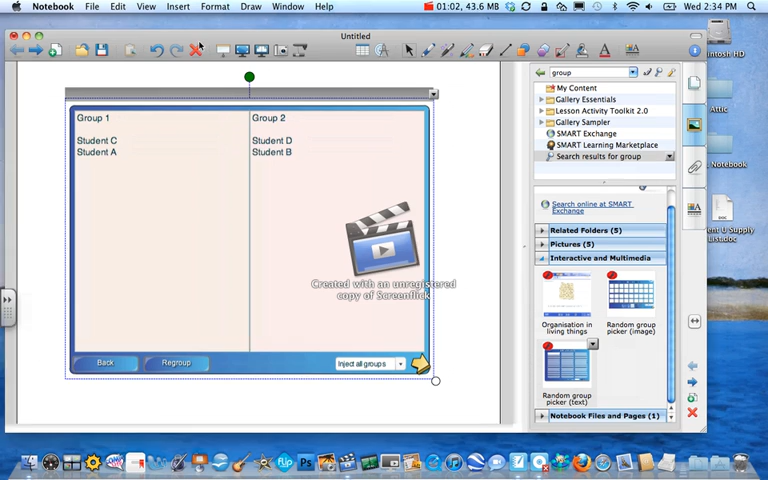 Notebook File Edit View Insert Format Draw Window Help
01:02, 43.6 MB
Wed 2:34 PM
Untitled
Group 1
Group 2
Student C
Student D
Student A
Student B
Created with an unregistered
copy of Screenflick
Back
Regroup
Inject all groups
group
My Content
Gallery Essentials
Lesson Activity Toolkit 2.0
Gallery Sampler
SMART Exchange
SMART Learning Marketplace
Search results for group
Search online at SMART
Exchange
Related Folders (5)
Pictures (5)
Interactive and Multimedia
Organisation in
living things
Random group
picker (image)
Random group
picker (text)
Notebook Files and Pages (1)
HD
Attic
Notebook
Supply
List.doc